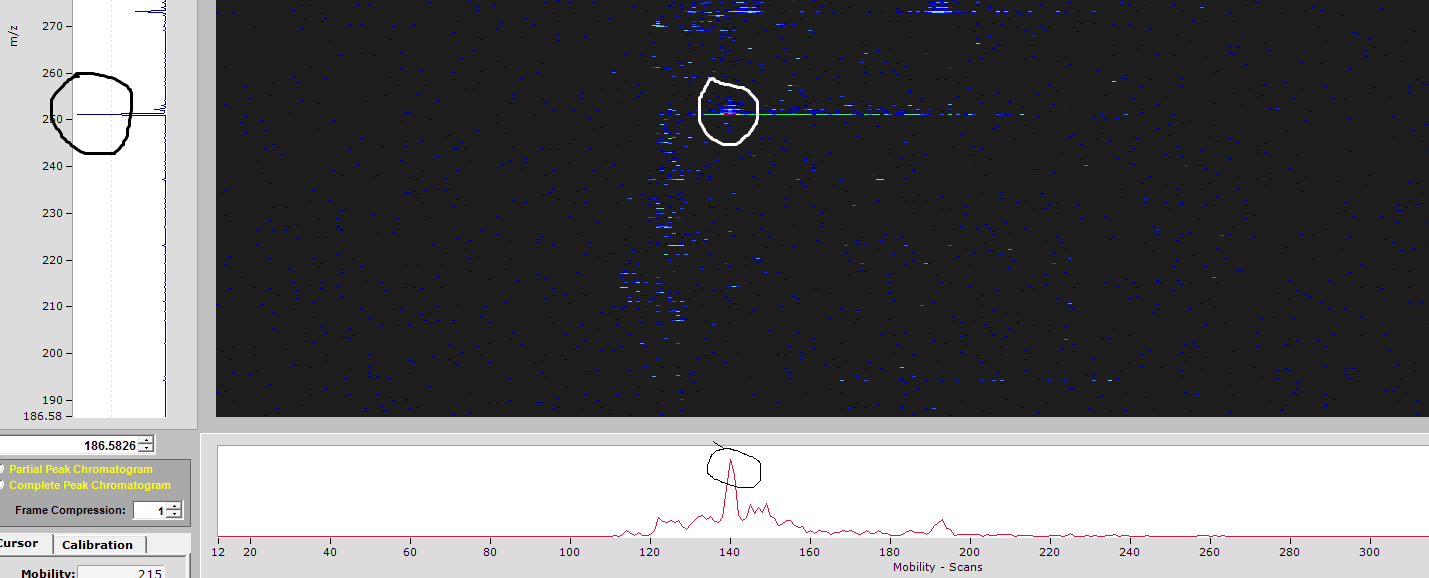 m/z
270
260
250
240
230
220
210
200
190
186.58
186.5826
Partial Peak Chromatogram
Complete Peak Chromatogram
Frame Compression: 1
Cursor
Calibration
Mobility: 215
12 20 40 60 80 100 120 140 160 180 200 220 240 260 280 300
Mobility - Scans